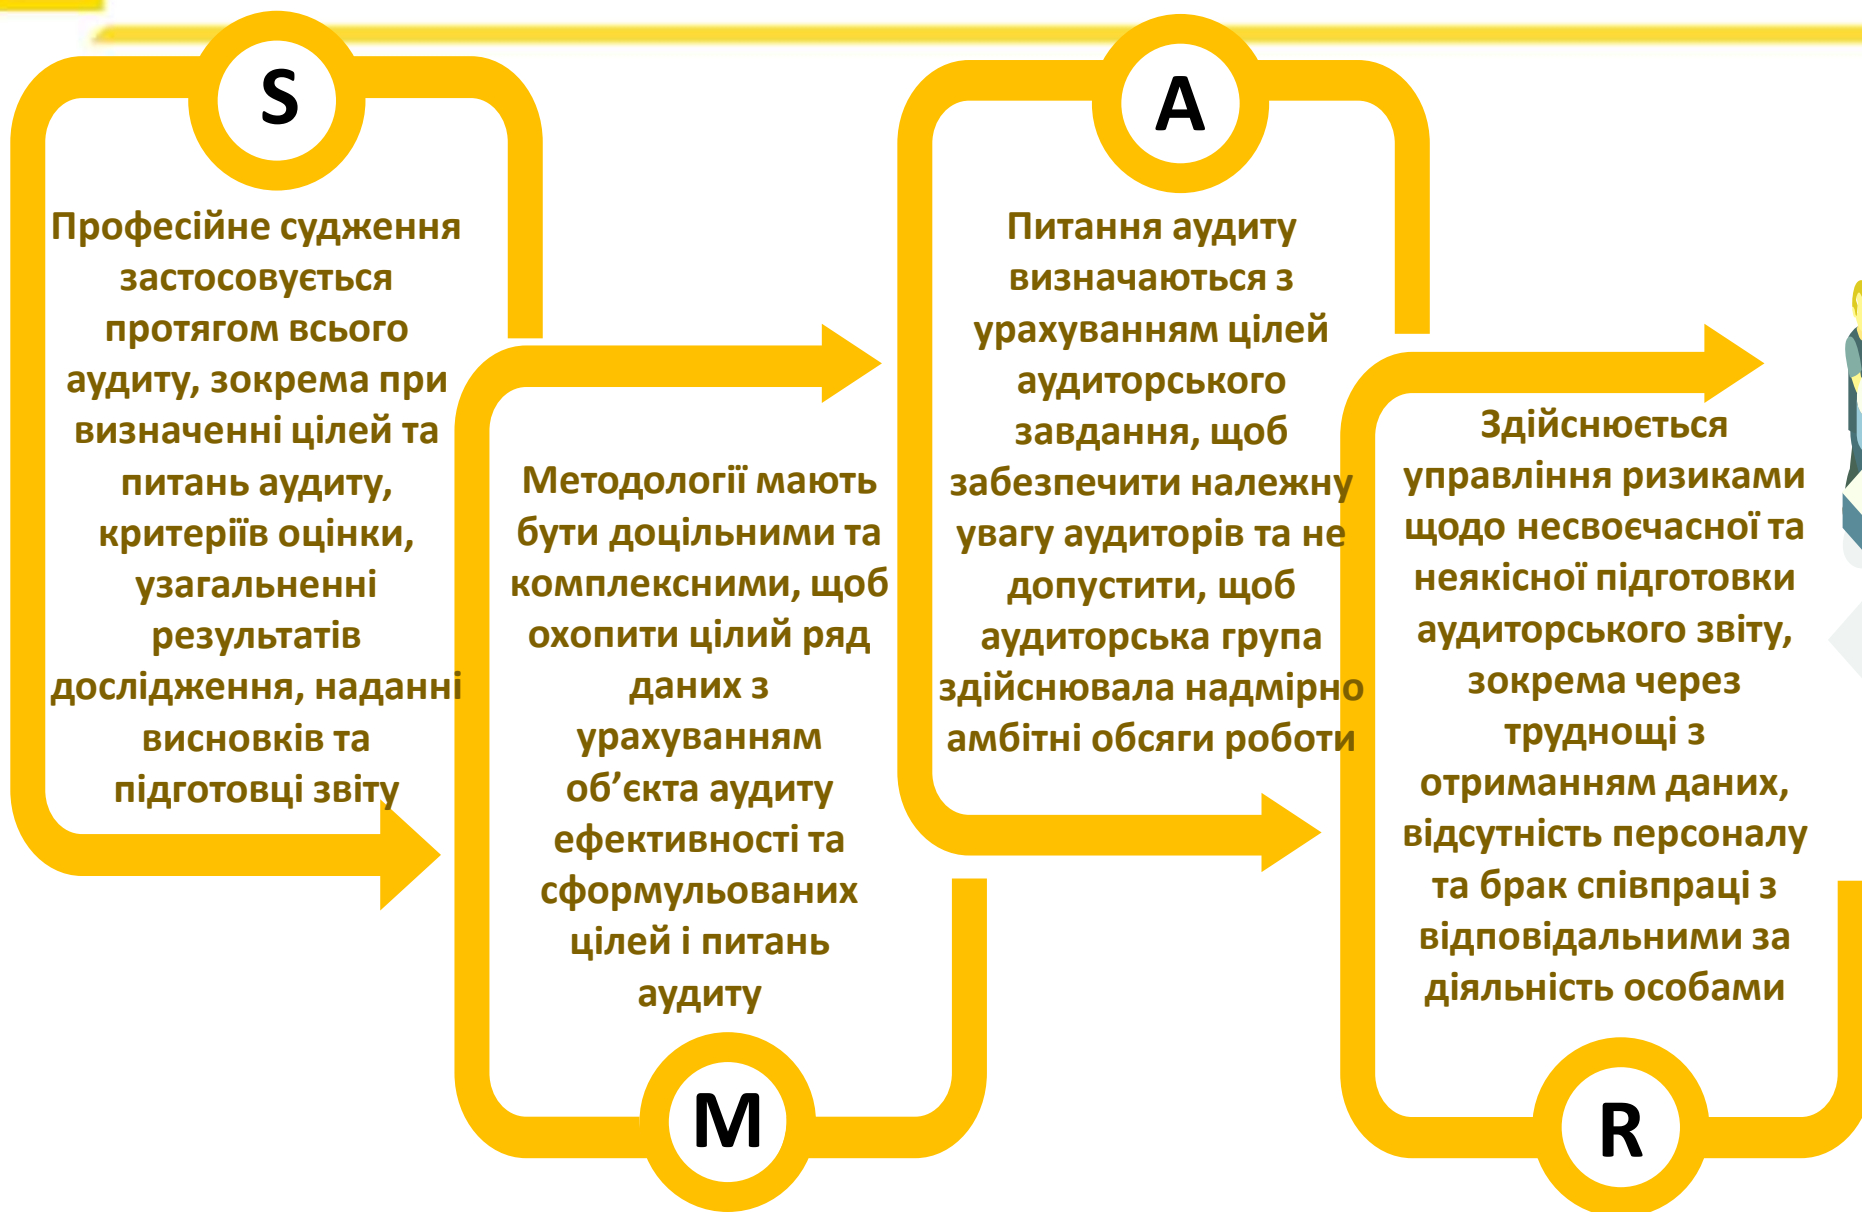 S
Професійне судження
застосовується
протягом всього
аудиту, зокрема при
визначенні цілей та
питань аудиту,
критеріїв оцінки,
узагальненні
результатів
дослідження, наданні
висновків та
підготовці звіту
Методології мають
бути доцільними та
комплексними, щоб
охопити цілий ряд
даних з
урахуванням
об’єкта аудиту
ефективності та
сформульованих
цілей і питань
аудиту
M
A
Питання аудиту
визначаються з
урахуванням цілей
аудиторського
завдання, щоб
забезпечити належну
увагу аудиторів та не
допустити, щоб
аудиторська група
здійснювала надмірно
амбітні обсяги роботи
Здійснюється
управління ризиками
щодо несвоєчасної та
неякісної підготовки
аудиторського звіту,
зокрема через
труднощі з
отриманням даних,
відсутність персоналу
та брак співпраці з
відповідальними за
діяльність особами
R